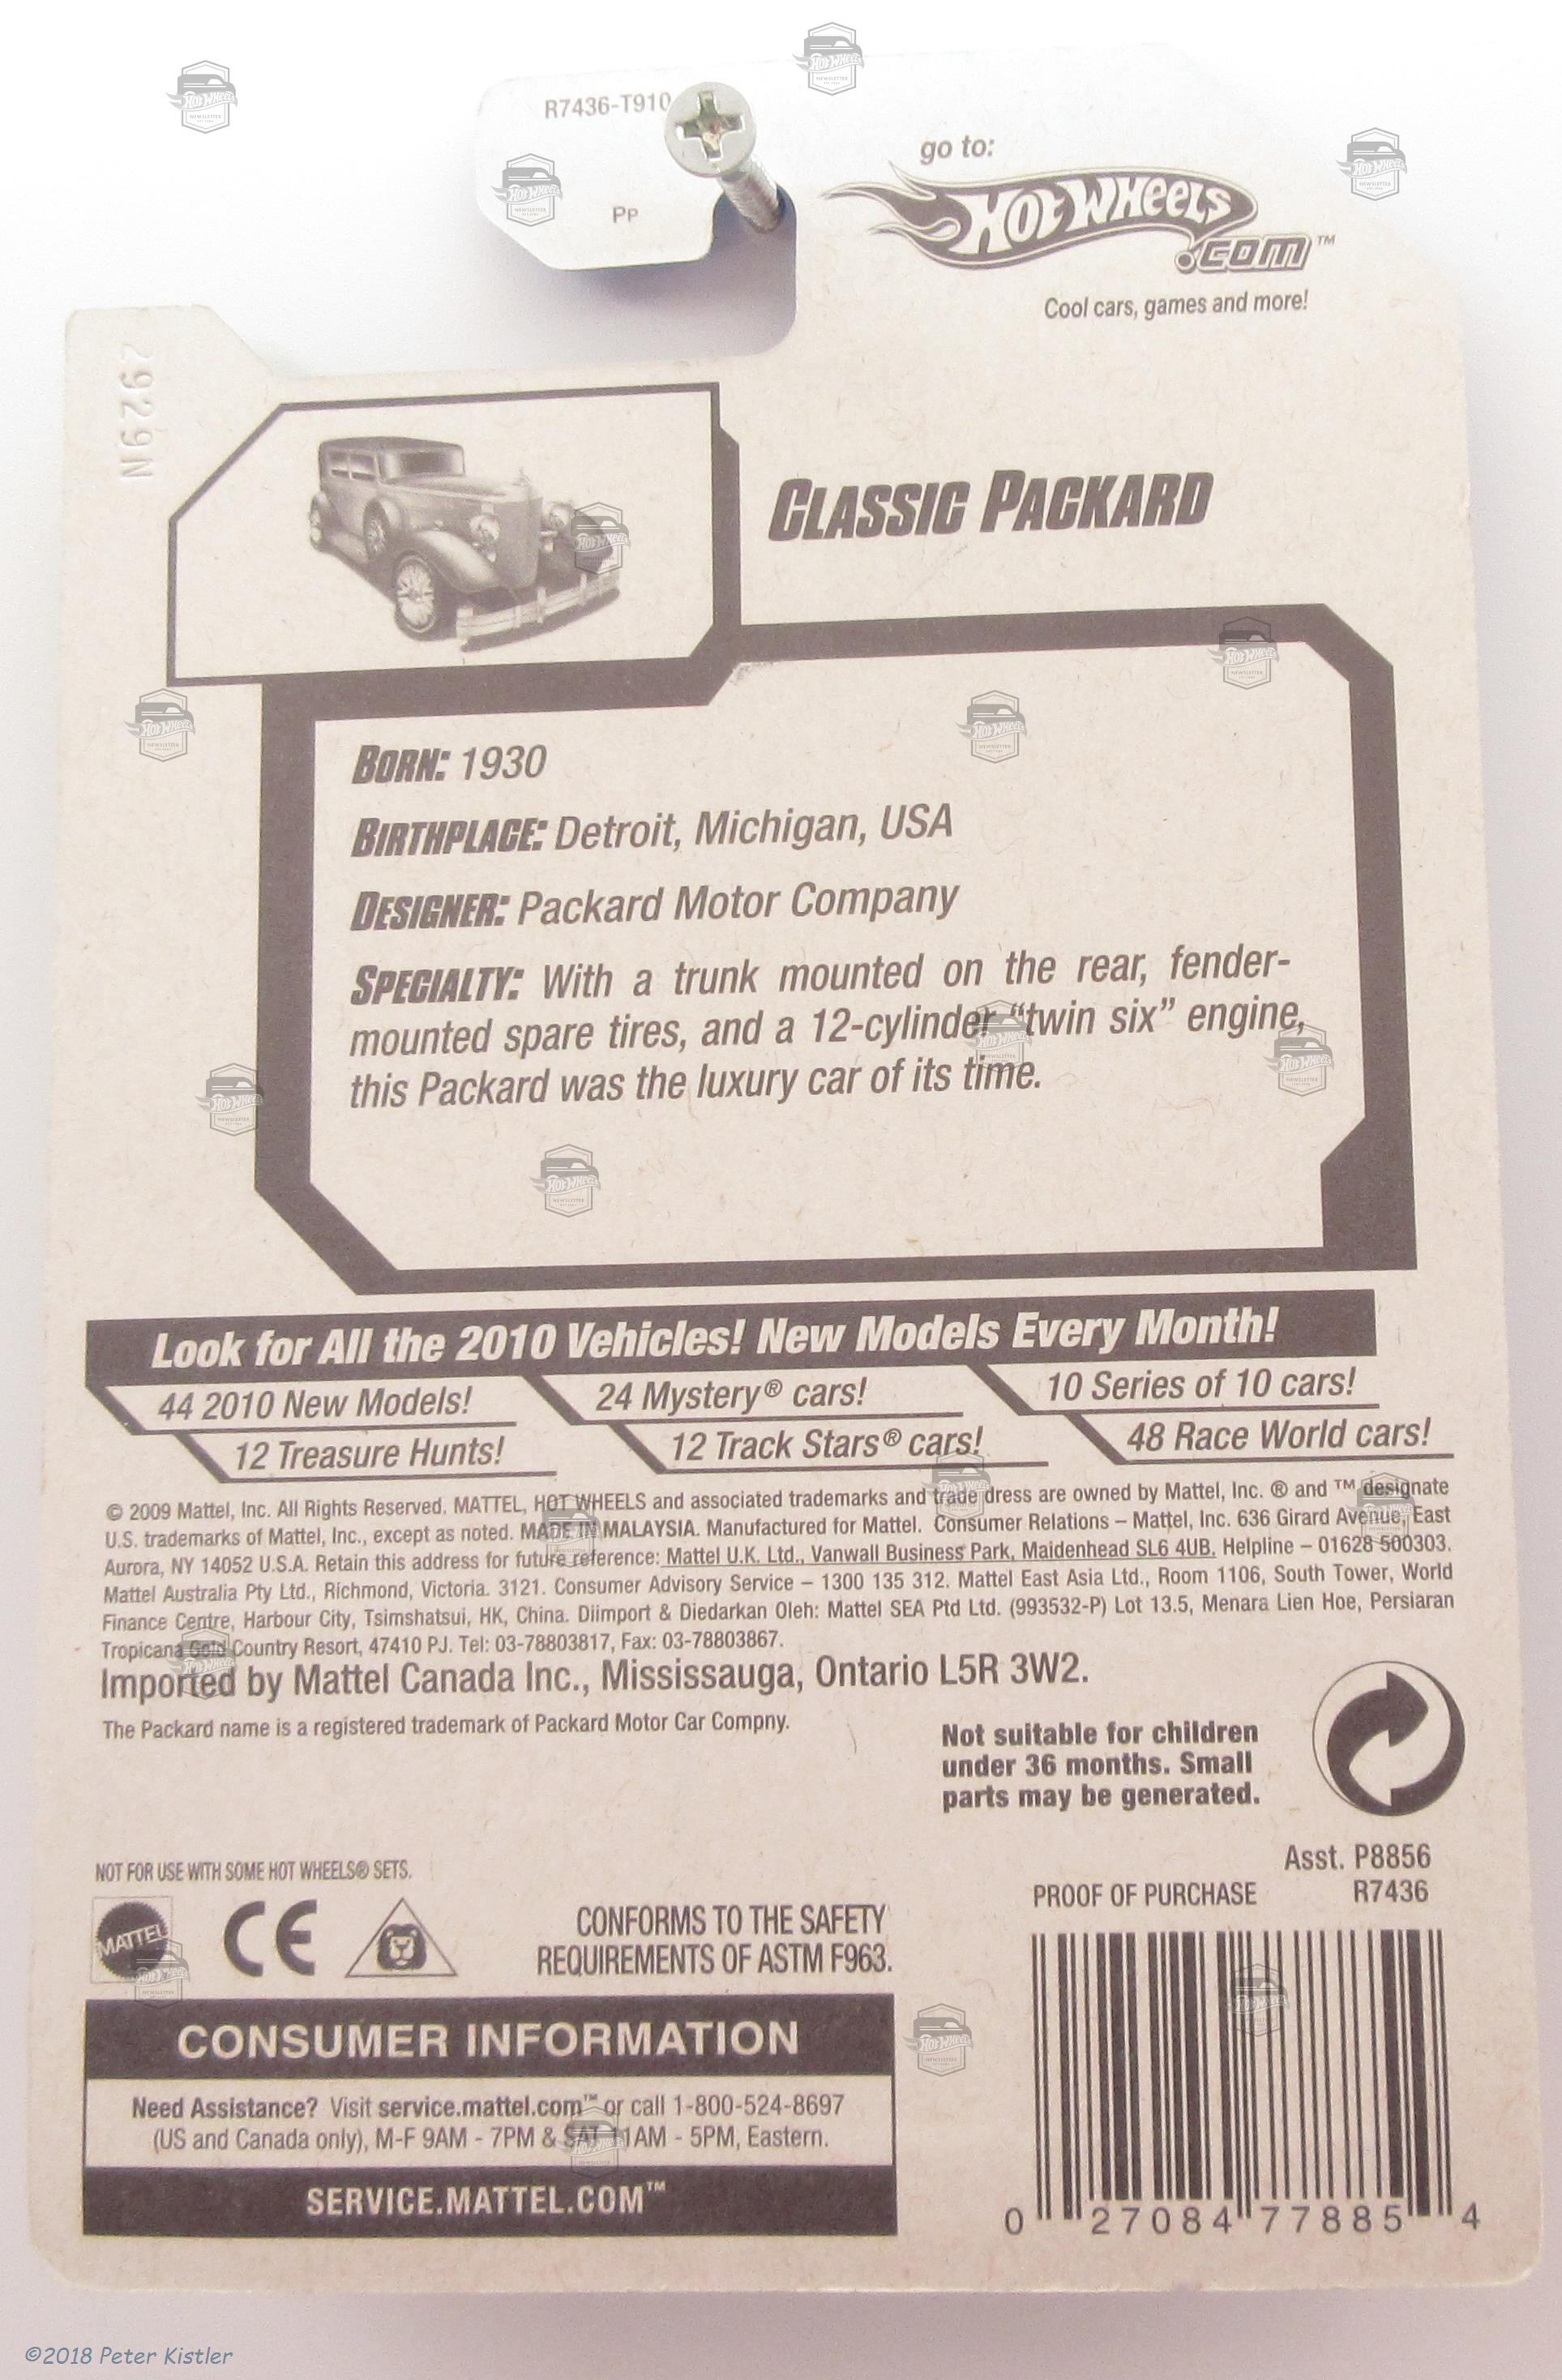 R7436-T910
Pp
go to:
Hot Wheels
.com™
Cool cars, games and more!
2929N
CLASSIC PACKARD
BORN: 1930
BIRTHPLACE: Detroit, Michigan, USA
DESIGNER: Packard Motor Company
SPECIALTY: With a trunk mounted on the rear, fender-
mounted spare tires, and a 12-cylinder “twin six” engine,
this Packard was the luxury car of its time.
Look for All the 2010 Vehicles! New Models Every Month!
44 2010 New Models! 24 Mystery® cars! 10 Series of 10 cars!
12 Treasure Hunts! 12 Track Stars® cars! 48 Race World cars!
© 2009 Mattel, Inc. All Rights Reserved. MATTEL, HOT WHEELS and associated trademarks and trade dress are owned by Mattel, Inc. ® and ™ designate
U.S. trademarks of Mattel, Inc., except as noted. MADE IN MALAYSIA. Manufactured for Mattel. Consumer Relations – Mattel, Inc. 636 Girard Avenue, East
Aurora, NY 14052 U.S.A. Retain this address for future reference: Mattel U.K. Ltd., Vanwall Business Park, Maidenhead SL6 4UB. Helpline – 01628 500303.
Mattel Australia Pty Ltd., Richmond, Victoria. 3121. Consumer Advisory Service – 1300 135 312. Mattel East Asia Ltd., Room 1106, South Tower, World
Finance Centre, Harbour City, Tsimshatsui, HK, China. Diimport & Diedarkan Oleh: Mattel SEA Ptd Ltd. (993532-P) Lot 13.5, Menara Lien Hoe, Persiaran
Tropicana Gold Country Resort, 47410 PJ. Tel: 03-78803817, Fax: 03-78803867.
Imported by Mattel Canada Inc., Mississauga, Ontario L5R 3W2.
The Packard name is a registered trademark of Packard Motor Car Compny.
Not suitable for children
under 36 months. Small
parts may be generated.
Asst. P8856
PROOF OF PURCHASE R7436
NOT FOR USE WITH SOME HOT WHEELS® SETS.
MATTEL
CE
CONFORMS TO THE SAFETY
REQUIREMENTS OF ASTM F963.
CONSUMER INFORMATION
Need Assistance? Visit service.mattel.com™ or call 1-800-524-8697
(US and Canada only), M-F 9AM - 7PM & SAT 11AM - 5PM, Eastern.
SERVICE.MATTEL.COM™
0 27084 77885 4
©2018 Peter Kistler